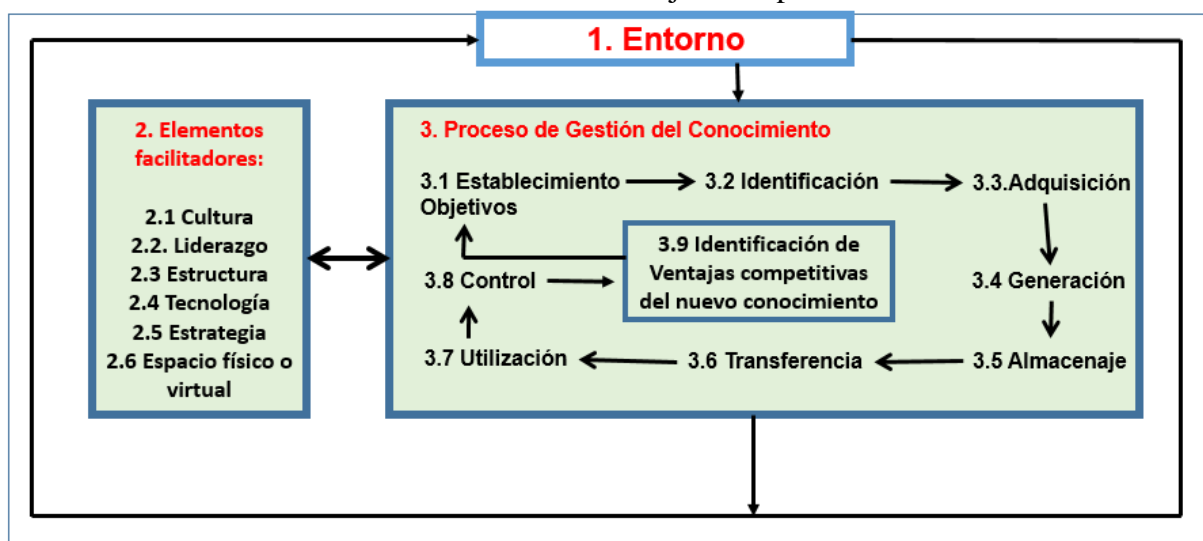 1. Entorno
2. Elementos
facilitadores:
2.1 Cultura
2.2. Liderazgo
2.3 Estructura
2.4 Tecnología
2.5 Estrategia
2.6 Espacio físico o
virtual
3. Proceso de Gestión del Conocimiento
3.1 Establecimiento
Objetivos
3.2 Identificación
3.3.Adquisición
3.4 Generación
3.5 Almacenaje
3.6 Transferencia
3.7 Utilización
3.8 Control
3.9 Identificación de
Ventajas competitivas
del nuevo conocimiento